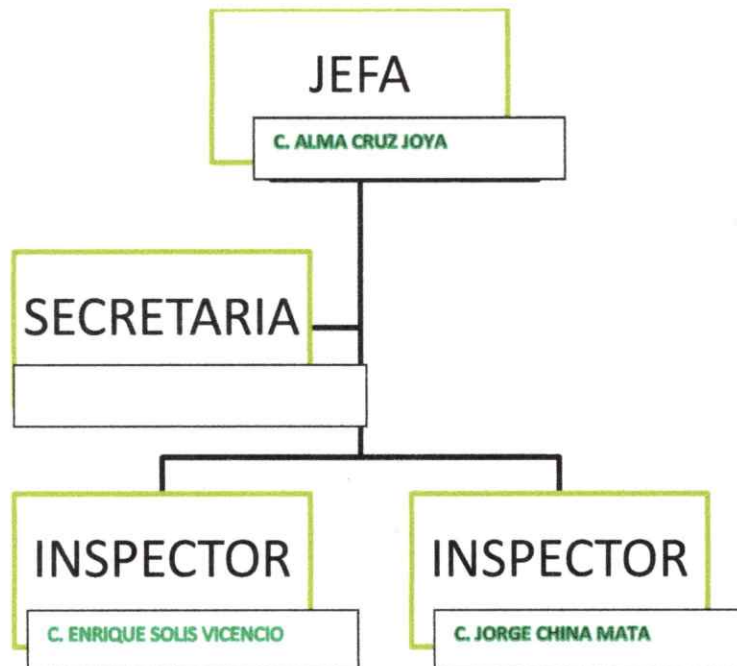 JEFA
C. ALMA CRUZ JOYA
SECRETARIA
INSPECTOR
C. ENRIQUE SOLIS VICENCIO
INSPECTOR
C. JORGE CHINA MATA